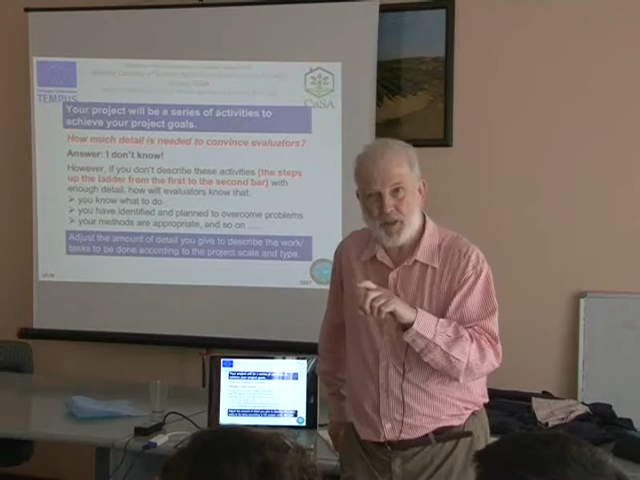 TEMPUS
CaSA
Your project will be a series of activities to
achieve your project goals.
How much detail is needed to convince evaluators?
Answer: I don't know!
However, if you don't describe these activities (the steps
up the ladder from the first to the second bar) with
enough detail, how will evaluators know that:
➢ you know what to do
➢ you have identified and planned to overcome problems
➢ your methods are appropriate, and so on .....
Adjust the amount of detail you give to describe the work/
tasks to be done according to the project scale and type.